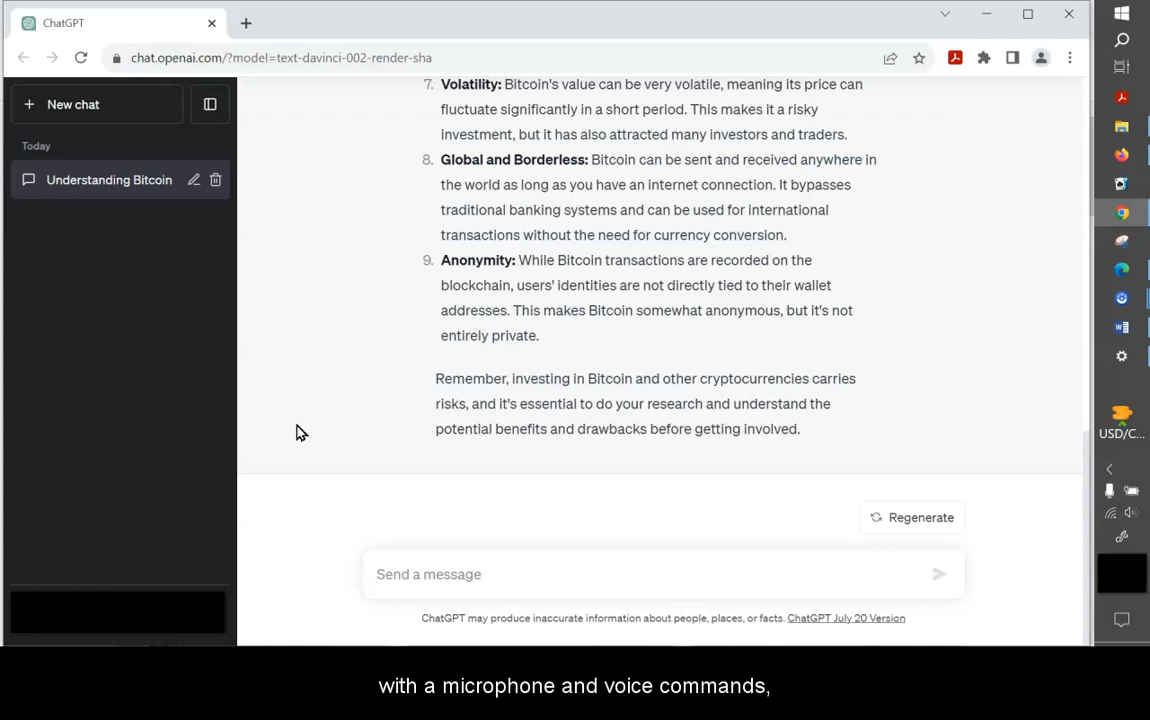 ChatGPT
chat.openai.com/?model=text-davinci-002-render-sha
New chat
Today
Understanding Bitcoin
7. Volatility: Bitcoin's value can be very volatile, meaning its price can
fluctuate significantly in a short period. This makes it a risky
investment, but it has also attracted many investors and traders.
8. Global and Borderless: Bitcoin can be sent and received anywhere in
the world as long as you have an internet connection. It bypasses
traditional banking systems and can be used for international
transactions without the need for currency conversion.
9. Anonymity: While Bitcoin transactions are recorded on the
blockchain, users' identities are not directly tied to their wallet
addresses. This makes Bitcoin somewhat anonymous, but it's not
entirely private.
Remember, investing in Bitcoin and other cryptocurrencies carries
risks, and it's essential to do your research and understand the
potential benefits and drawbacks before getting involved.
Regenerate
Send a message
ChatGPT may produce inaccurate information about people, places, or facts. ChatGPT July 20 Version
USD/C...
with a microphone and voice commands,